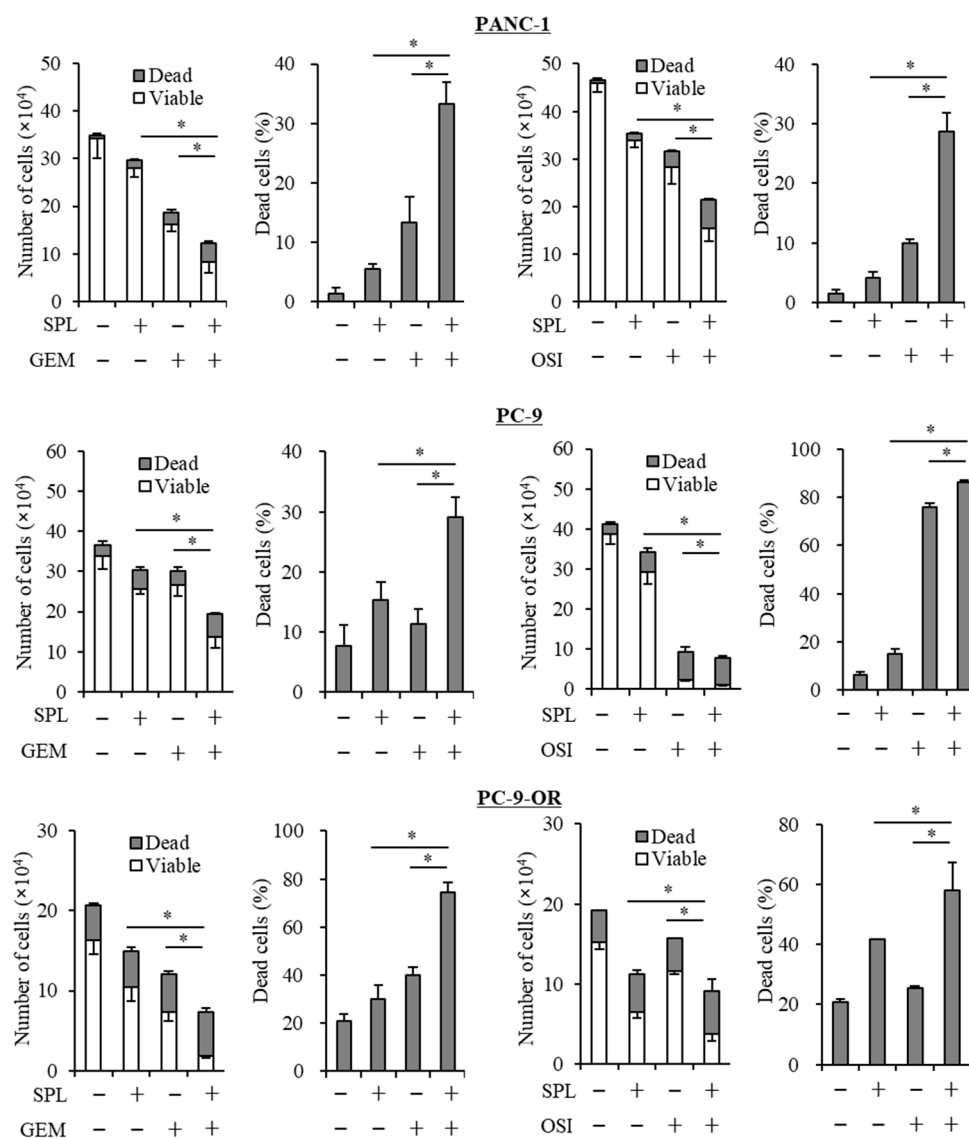 PANC-1
Number of cells (×10⁴)
50
40
30
20
10
0
Dead
Viable
*
*
SPL – + – +
GEM – – + +
Dead cells (%)
40
30
20
10
0
*
*
– + – +
– – + +
Number of cells (×10⁴)
50
40
30
20
10
0
Dead
Viable
*
*
SPL – + – +
OSI – – + +
Dead cells (%)
40
30
20
10
0
*
*
– + – +
– – + +
PC-9
Number of cells (×10⁴)
60
50
40
30
20
10
0
Dead
Viable
*
*
SPL – + – +
GEM – – + +
Dead cells (%)
40
30
20
10
0
*
*
– + – +
– – + +
Number of cells (×10⁴)
60
50
40
30
20
10
0
Dead
Viable
*
*
SPL – + – +
OSI – – + +
Dead cells (%)
100
80
60
40
20
0
*
*
– + – +
– – + +
PC-9-OR
Number of cells (×10⁴)
30
20
10
0
Dead
Viable
*
*
SPL – + – +
GEM – – + +
Dead cells (%)
100
80
60
40
20
0
*
*
– + – +
– – + +
Number of cells (×10⁴)
30
20
10
0
Dead
Viable
*
*
SPL – + – +
OSI – – + +
Dead cells (%)
80
60
40
20
0
*
*
– + – +
– – + +